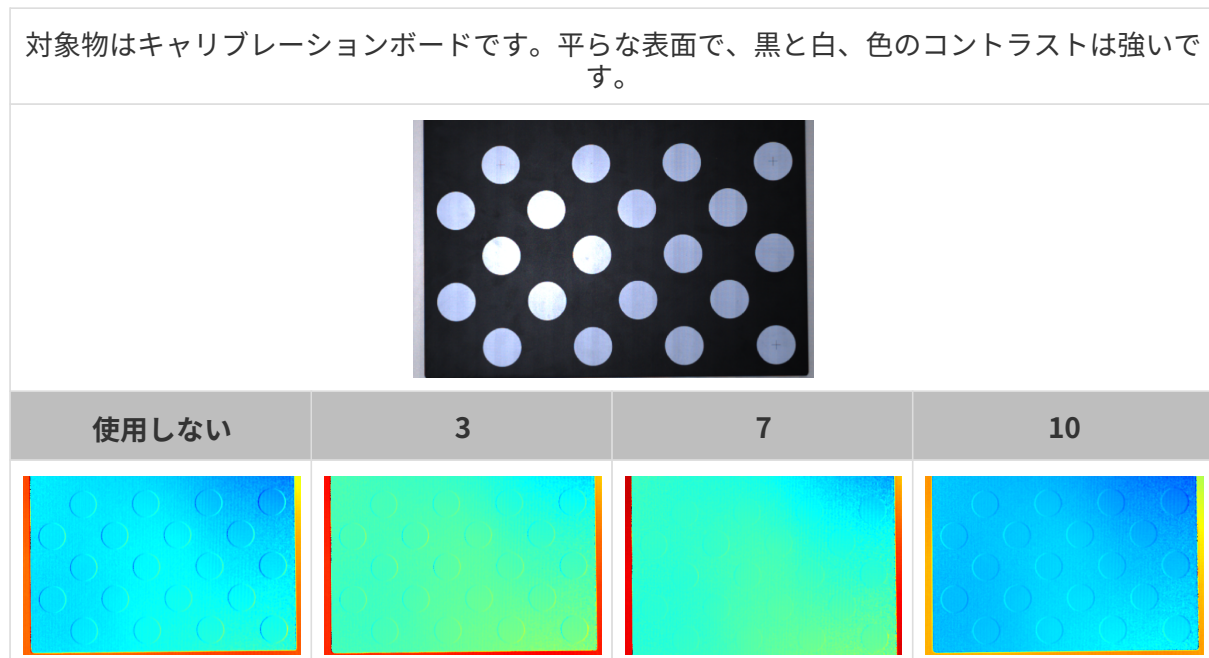 対象物はキャリブレーションボードです。平らな表面で、黒と白、色のコントラストは強いで
す。
使用しない 3 7 10